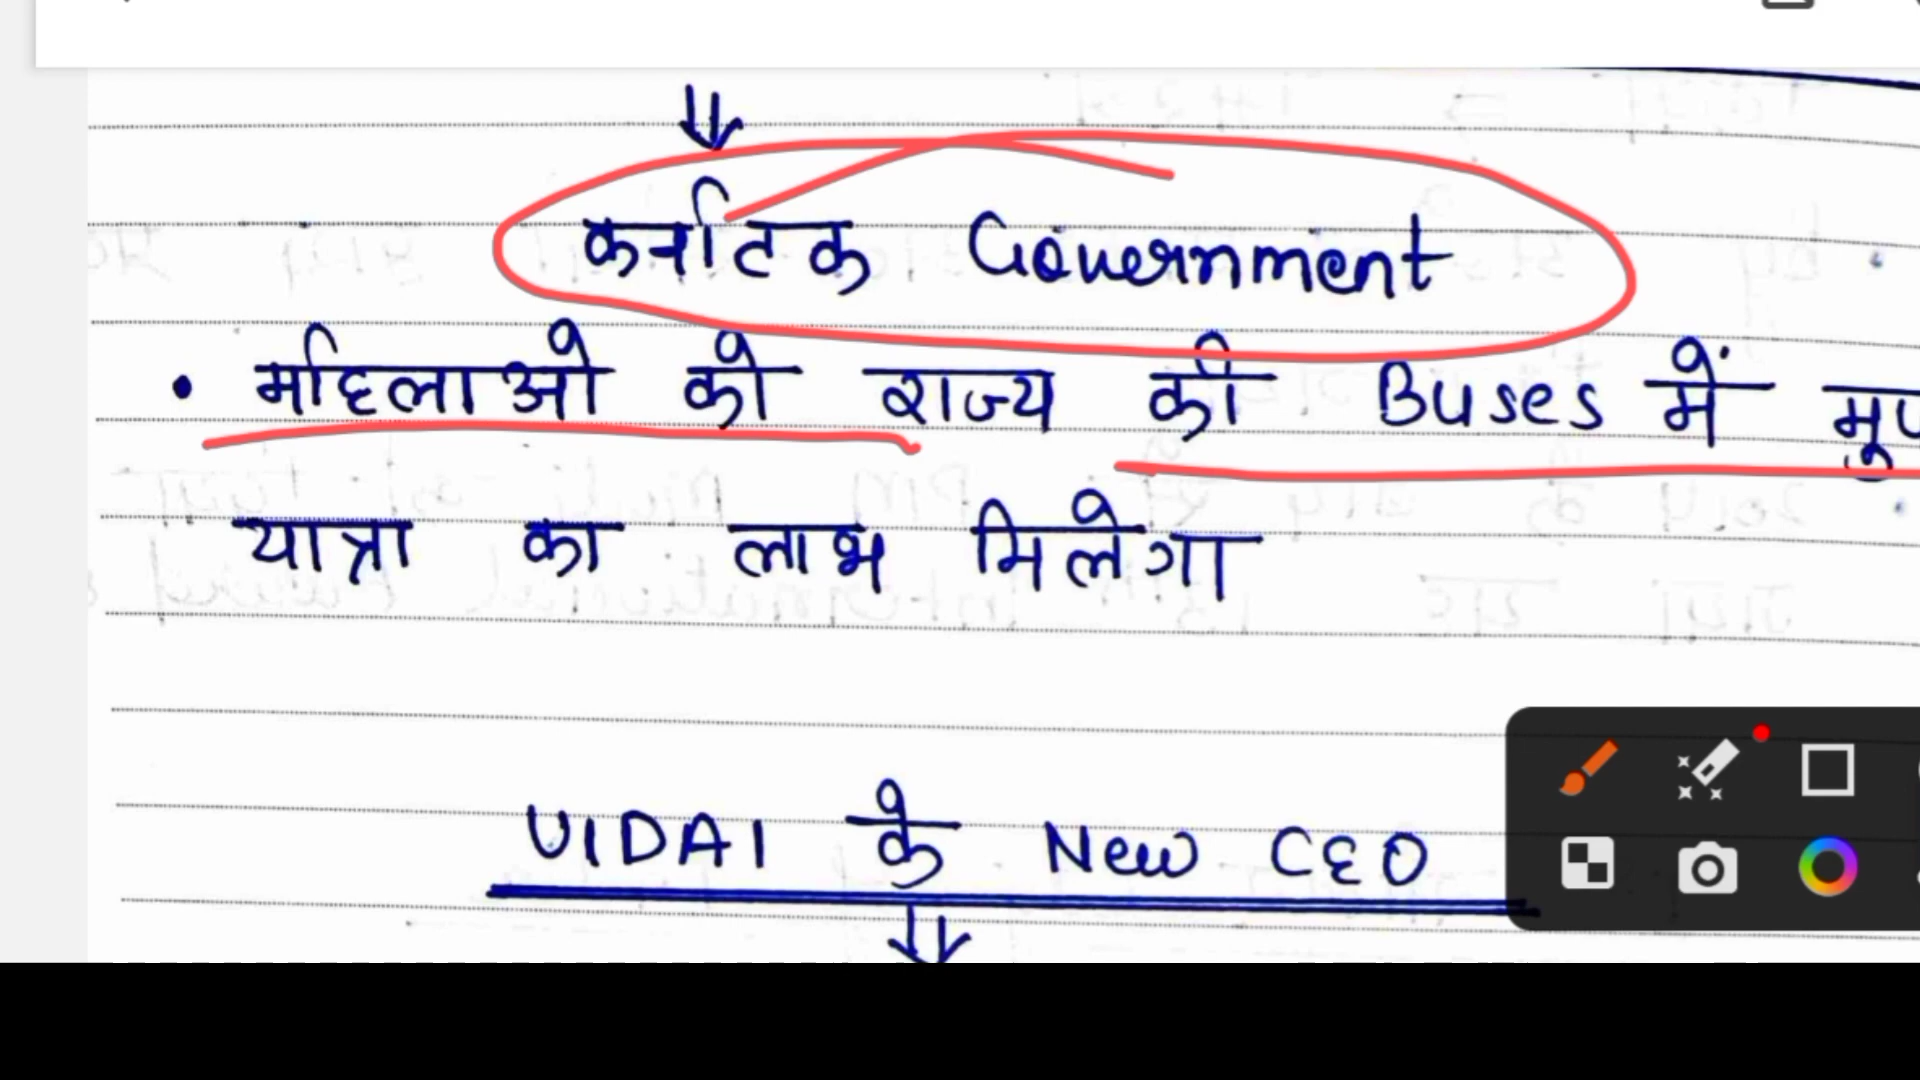 कर्नाटक Government
• महिलाओ को राज्य की Buses में
यात्रा का लाभ मिलेगा
UIDAI के New CEO